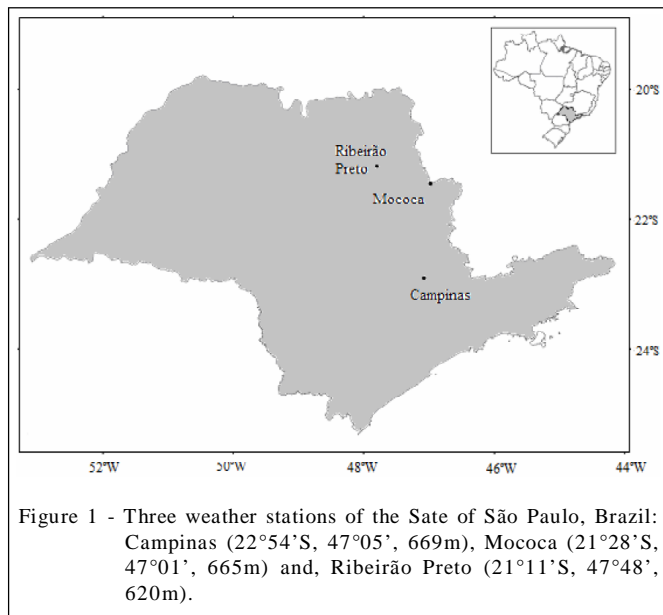 20°S
Ribeirão
Preto
Mococa
22°S
Campinas
24°S
52°W 50°W 48°W 46°W 44°W
Figure 1 - Three weather stations of the Sate of São Paulo, Brazil:
Campinas (22°54’S, 47°05’, 669m), Mococa (21°28’S,
47°01’, 665m) and, Ribeirão Preto (21°11’S, 47°48’,
620m).